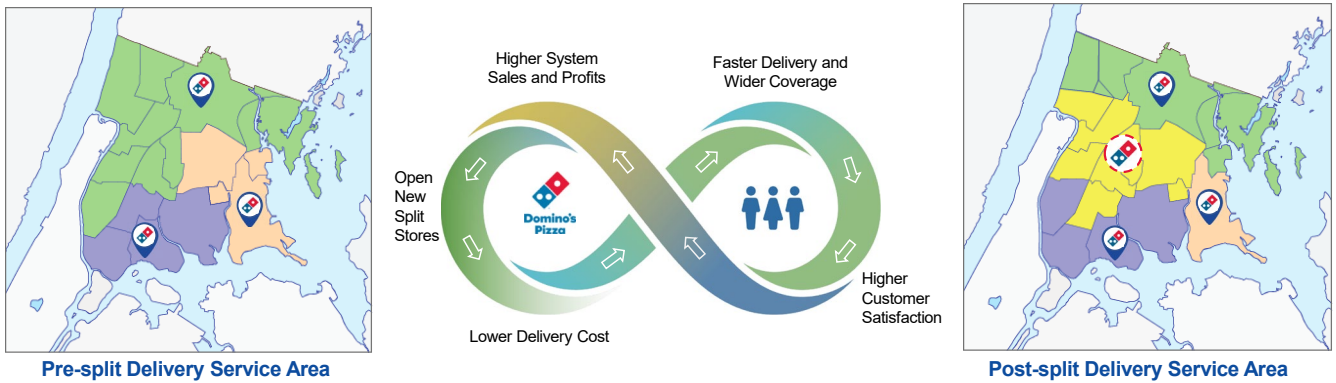 Higher System
Sales and Profits
Faster Delivery and
Wider Coverage
Open
New
Split
Stores
Domino's
Pizza
Higher
Customer
Satisfaction
Lower Delivery Cost
Pre-split Delivery Service Area
Post-split Delivery Service Area